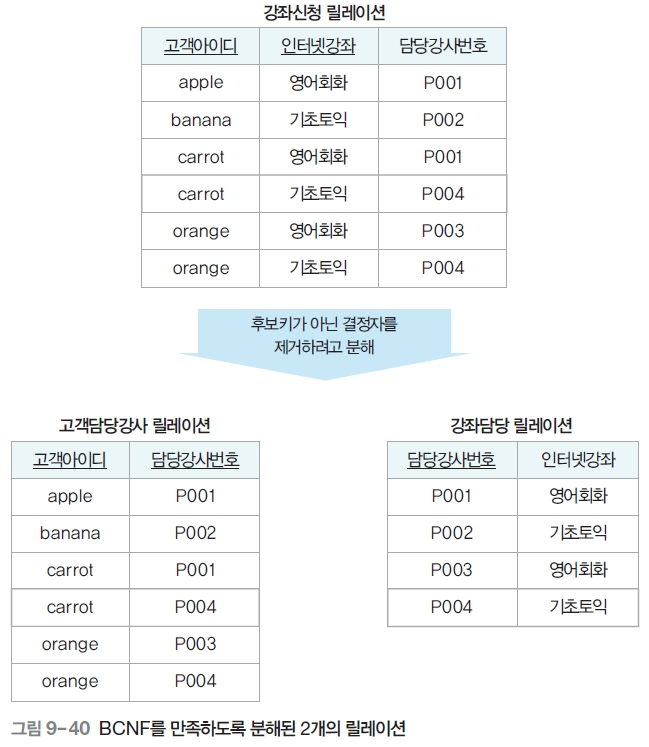 강좌신청 릴레이션
고객아이디 인터넷강좌 담당강사번호
apple 영어회화 P001
banana 기초토익 P002
carrot 영어회화 P001
carrot 기초토익 P004
orange 영어회화 P003
orange 기초토익 P004
후보키가 아닌 결정자를
제거하려고 분해
고객담당강사 릴레이션
고객아이디 담당강사번호
apple P001
banana P002
carrot P001
carrot P004
orange P003
orange P004
강좌담당 릴레이션
담당강사번호 인터넷강좌
P001 영어회화
P002 기초토익
P003 영어회화
P004 기초토익
그림 9-40 BCNF를 만족하도록 분해된 2개의 릴레이션